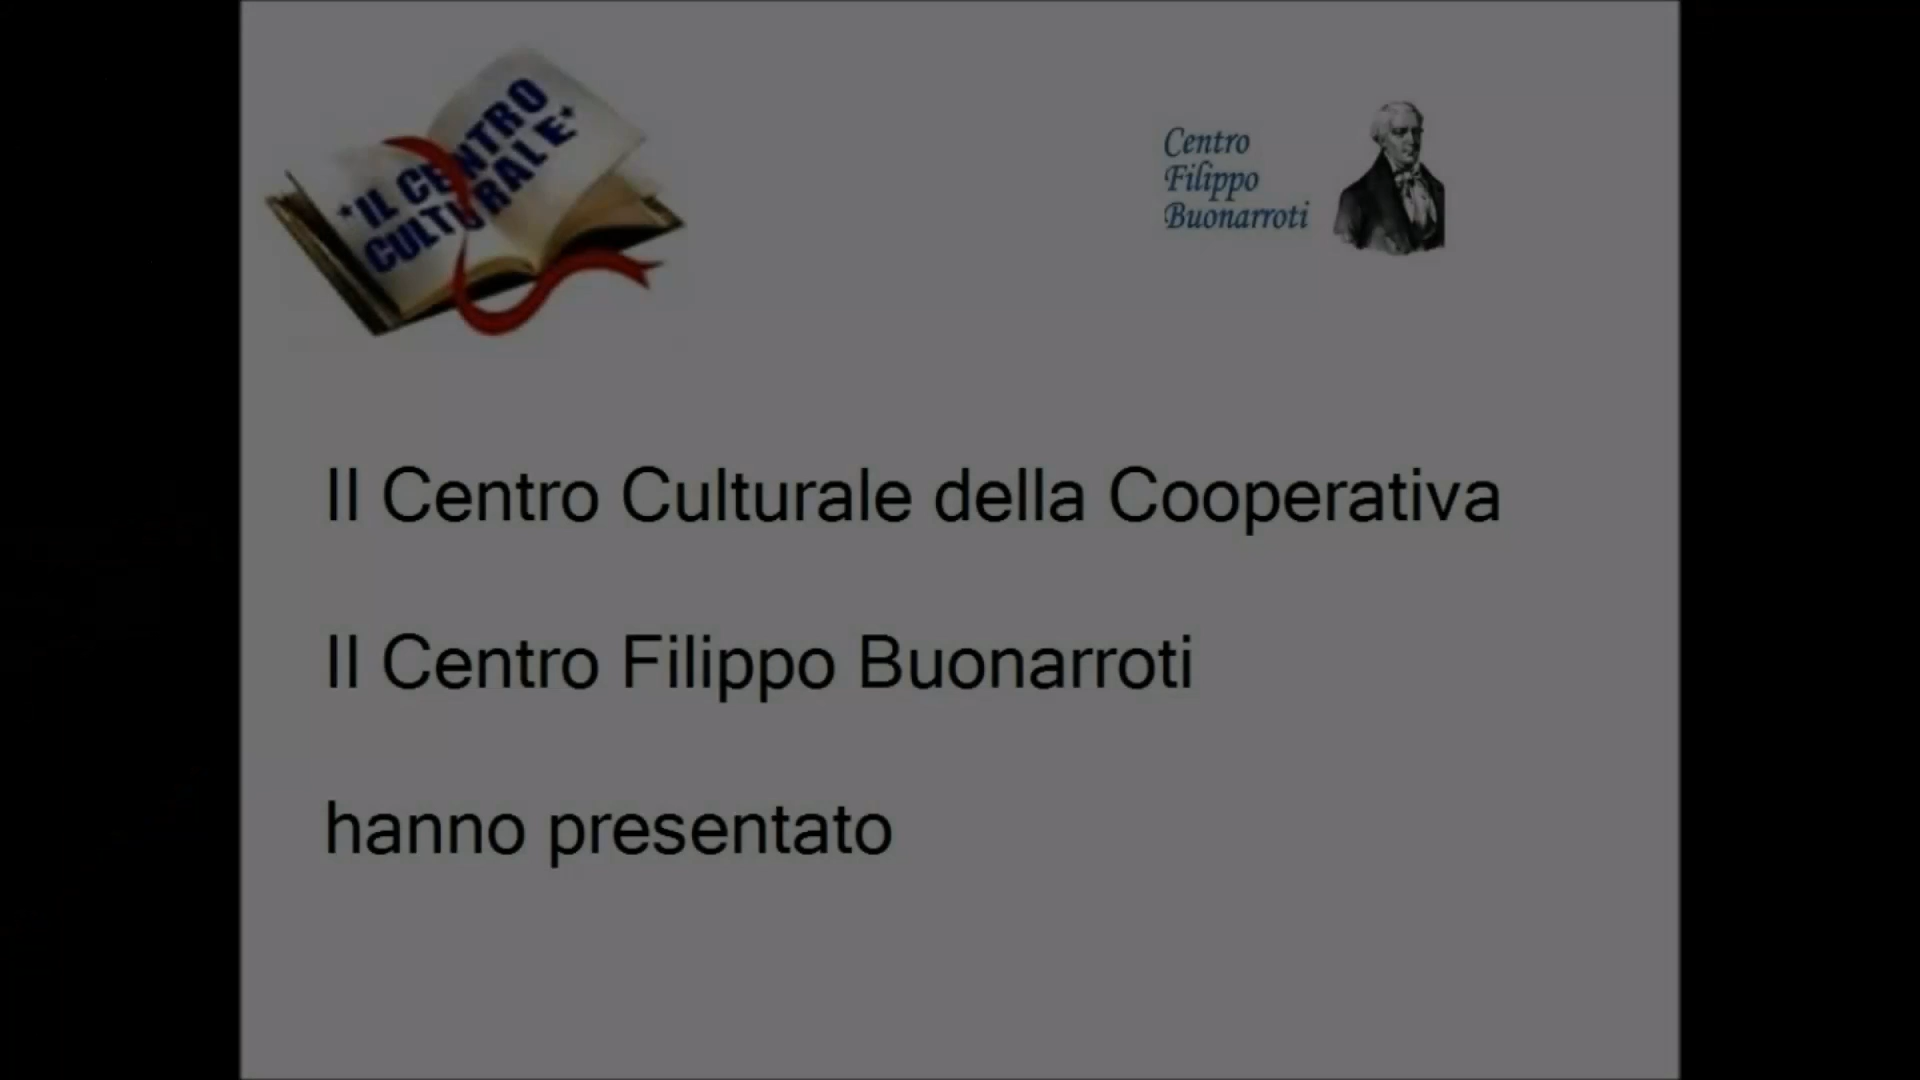 *IL CENTRO
CULTURALE*
Centro
Filippo
Buonarroti
Il Centro Culturale della Cooperativa
Il Centro Filippo Buonarroti
hanno presentato